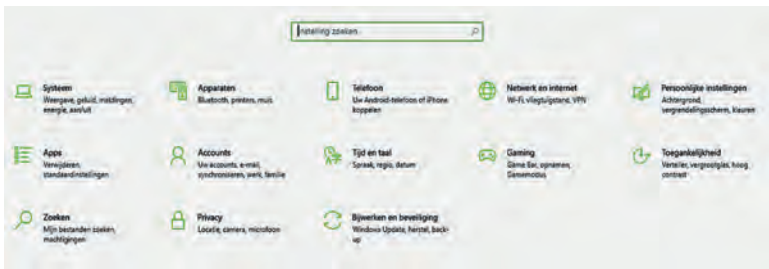 Instelling zoeken
Systeem
Weergave, geluid, meldingen,
energie, aan/uit
Apparaten
Bluetooth, printers, muis
Telefoon
Uw Android-telefoon of iPhone
koppelen
Netwerk en internet
Wi-Fi, vliegtuigstand, VPN
Persoonlijke instellingen
Achtergrond,
vergrendelingsscherm, kleuren
Apps
Verwijderen,
standaardinstellingen
Accounts
Uw accounts, e-mail,
synchroniseren, werk, familie
Tijd en taal
Spraak, regio, datum
Gaming
Game Bar, opnamen,
Gamemodus
Toegankelijkheid
Verteller, vergrootglas, hoog
contrast
Zoeken
Mijn bestanden zoeken,
machtigingen
Privacy
Locatie, camera, microfoon
Bijwerken en beveiliging
Windows Update, herstel, back-
up